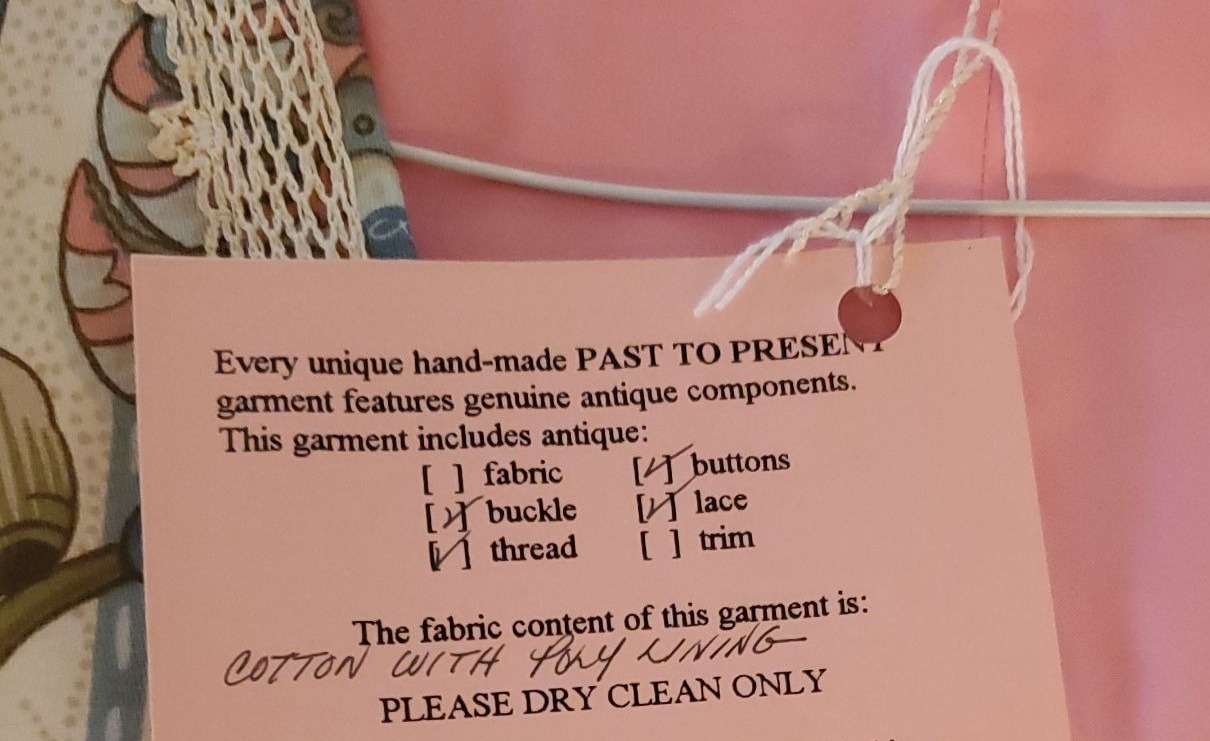 Every unique hand-made PAST TO PRESENT
garment features genuine antique components.
This garment includes antique:
[ ] fabric [✓] buttons
[✓] buckle [✓] lace
[✓] thread [ ] trim
The fabric content of this garment is:
COTTON WITH POLY LINING
PLEASE DRY CLEAN ONLY